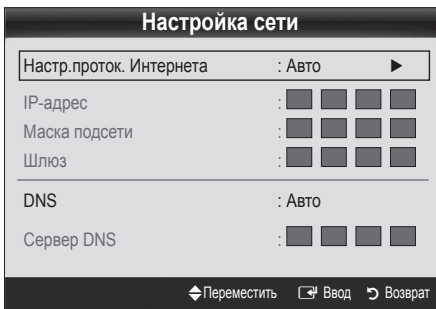 Настройка сети
Настр.проток. Интернета : Авто ►
IP-адрес :
Маска подсети :
Шлюз :
DNS : Авто
Сервер DNS :
Переместить Ввод Возврат